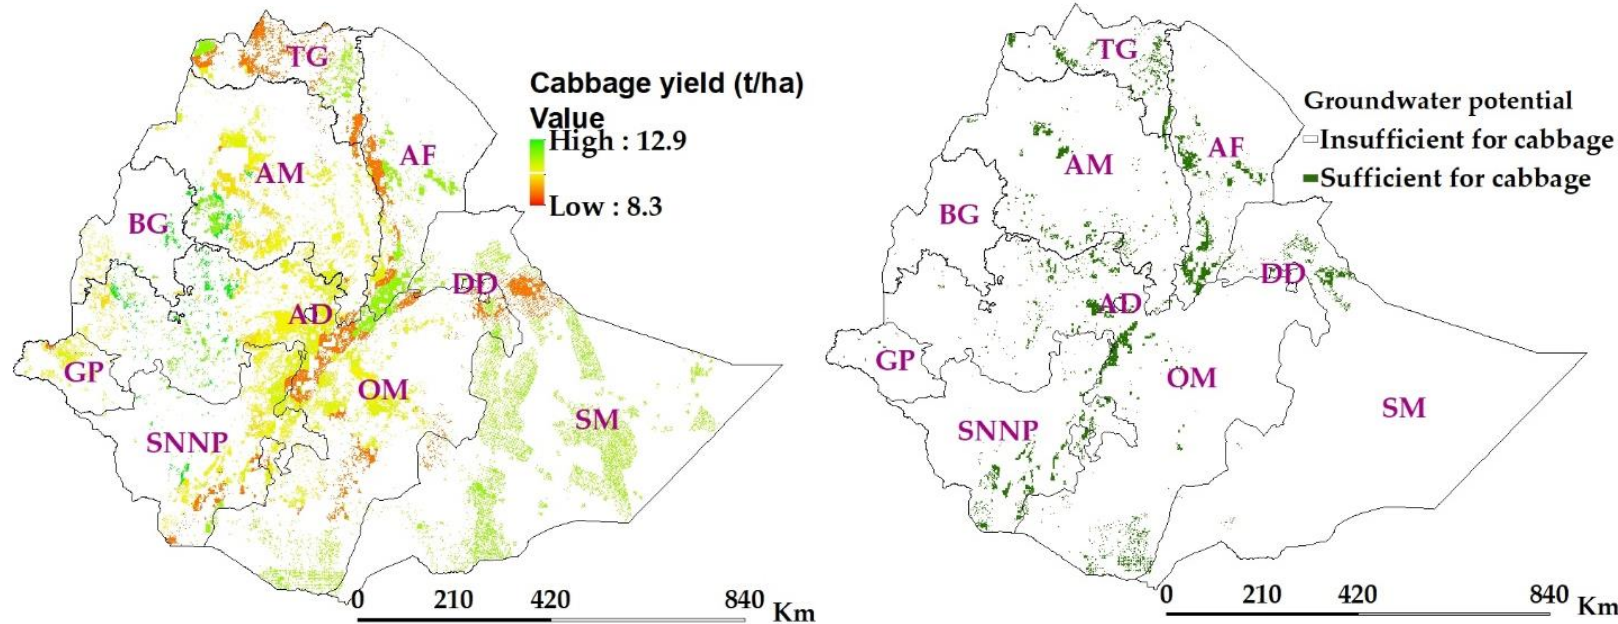 TG
Cabbage yield (t/ha)
Value
High : 12.9
Low : 8.3
AF
AM
BG
DD
AD
GP
OM
SM
SNNP
0 210 420 840 Km
TG
Groundwater potential
Insufficient for cabbage
Sufficient for cabbage
AF
AM
BG
DD
AD
GP
OM
SM
SNNP
0 210 420 840 Km